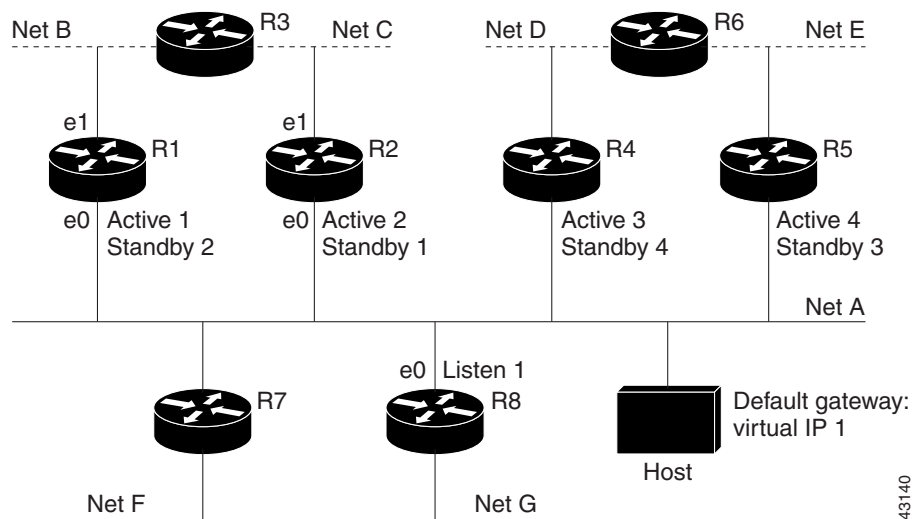 Net B
R3
Net C
Net D
R6
Net E
e1
R1
e1
R2
R4
R5
e0
Active 1
Standby 2
e0
Active 2
Standby 1
Active 3
Standby 4
Active 4
Standby 3
Net A
R7
e0
Listen 1
R8
Default gateway:
virtual IP 1
Host
Net F
Net G
43140